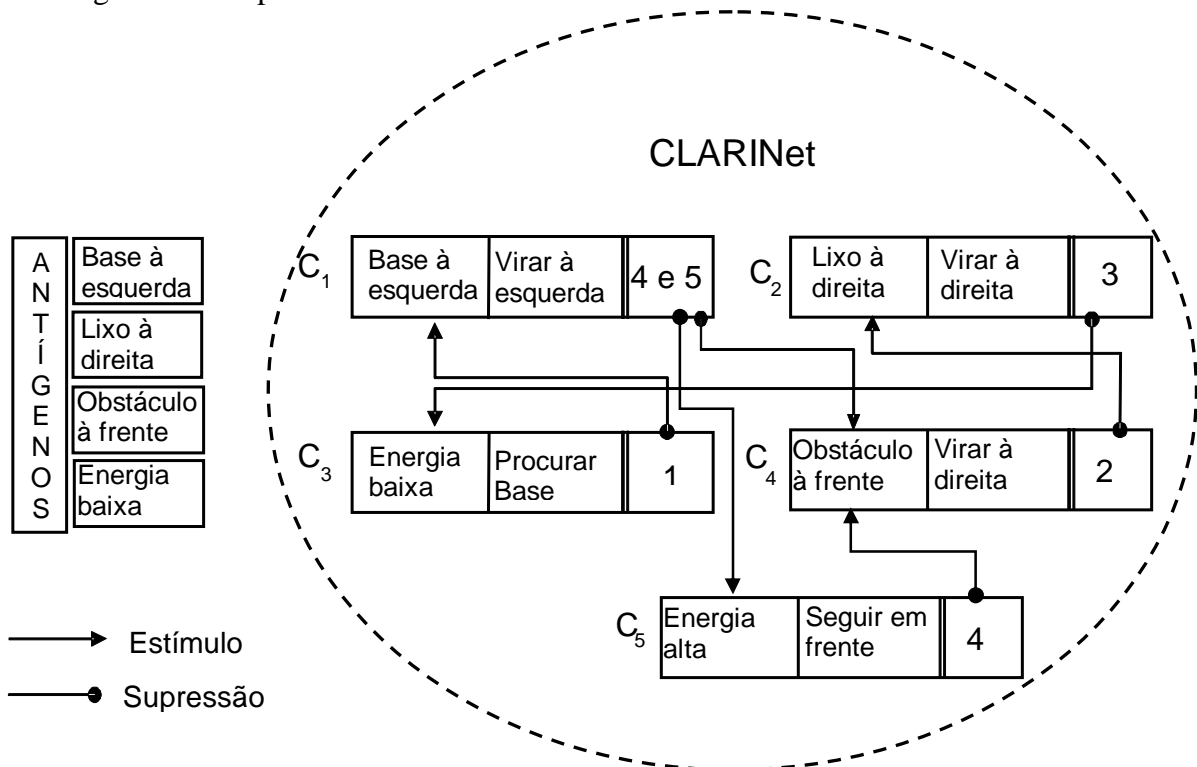 CLARINet
A
N
T
Í
G
E
N
O
S
Base à
esquerda
Lixo à
direita
Obstáculo
à frente
Energia
baixa
C1
Base à
esquerda
Virar à
esquerda
4 e 5
C2
Lixo à
direita
Virar à
direita
3
C3
Energia
baixa
Procurar
Base
1
C4
Obstáculo
à frente
Virar à
direita
2
C5
Energia
alta
Seguir em
frente
4
Estímulo
Supressão